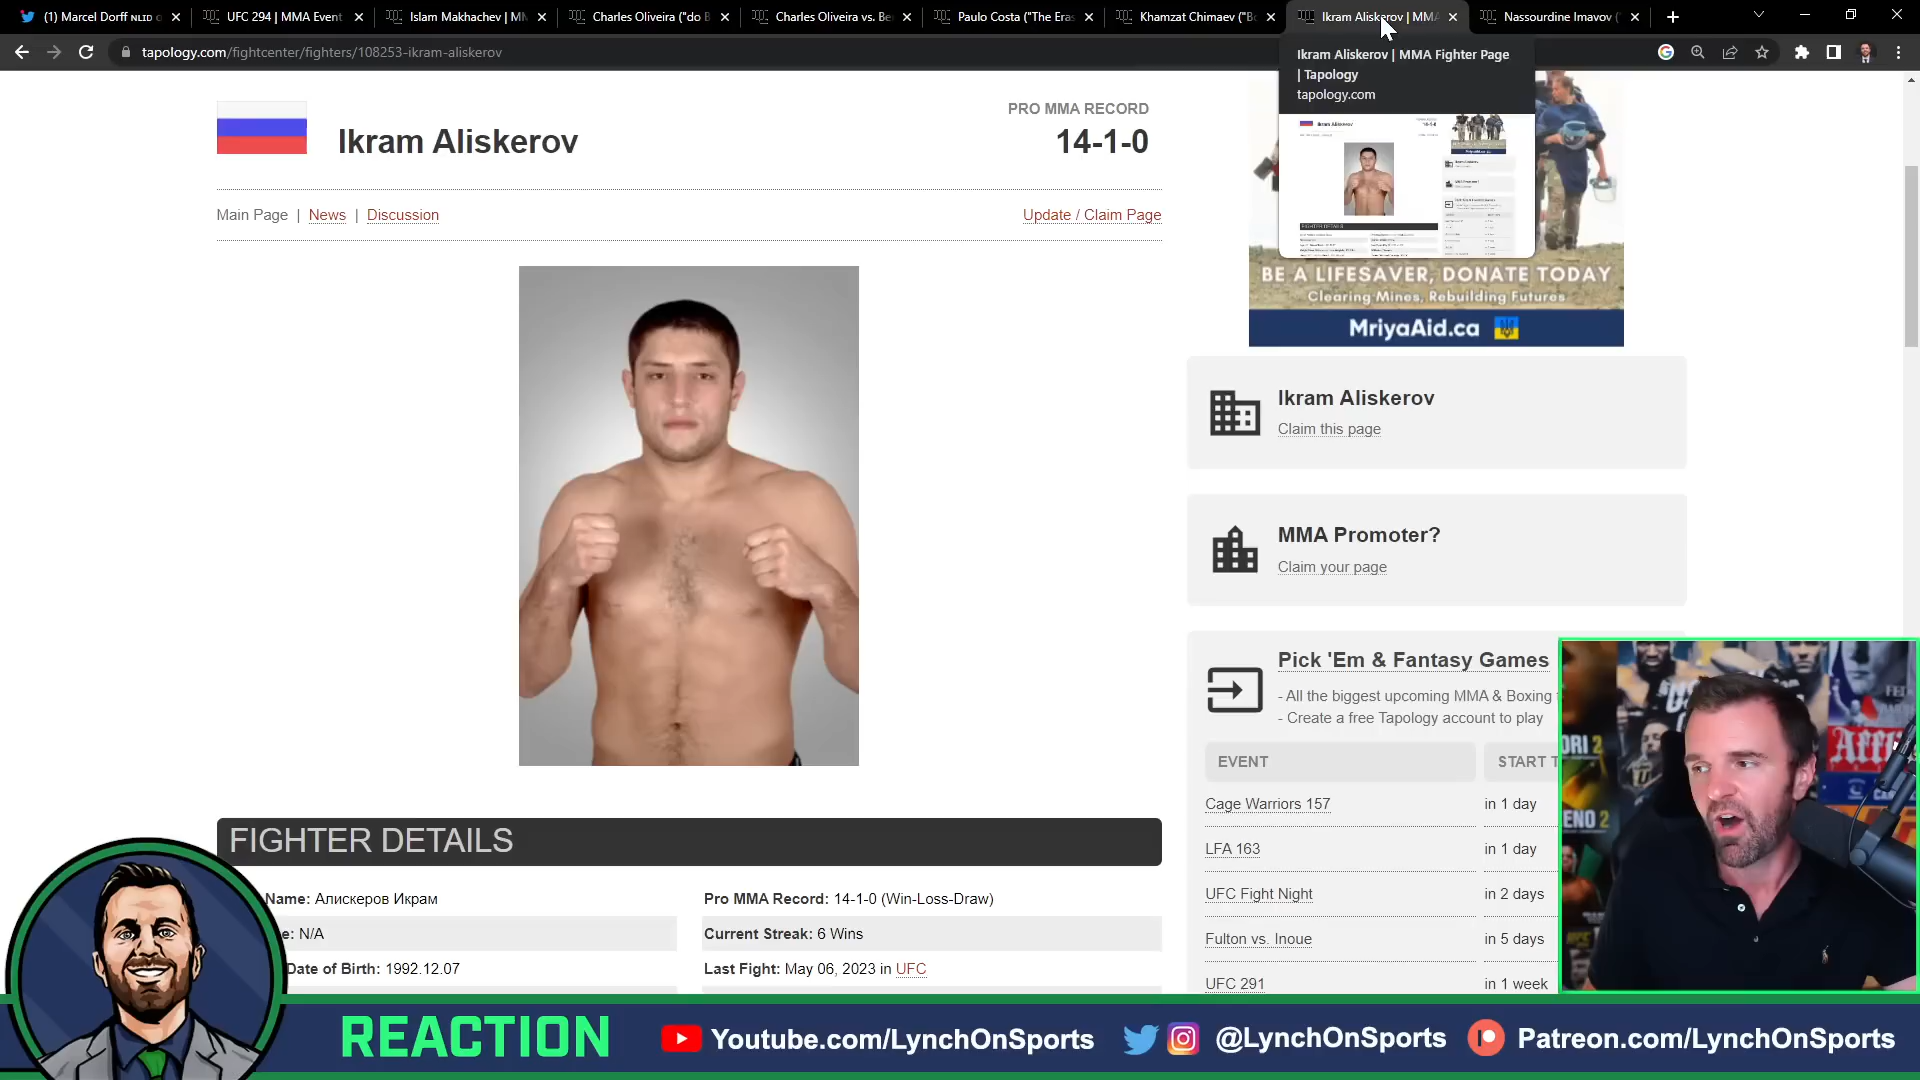 (1) Marcel Dorff
UFC 294 | MMA Event
Islam Makhachev | MM
Charles Oliveira ("do B
Charles Oliveira vs. Be
Paulo Costa ("The Eras
Khamzat Chimaev ("Bo
Ikram Aliskerov | MMA
Nassourdine Imavov ("
tapology.com/fightcenter/fighters/108253-ikram-aliskerov
Ikram Aliskerov | MMA Fighter Page
| Tapology
tapology.com
PRO MMA RECORD
Ikram Aliskerov
14-1-0
Main Page | News | Discussion
Update / Claim Page
BE A LIFESAVER, DONATE TODAY
Clearing Mines, Rebuilding Futures
MriyaAid.ca
Ikram Aliskerov
Claim this page
MMA Promoter?
Claim your page
Pick 'Em & Fantasy Games
- All the biggest upcoming MMA & Boxing
- Create a free Tapology account to play
EVENT
START T
Cage Warriors 157
in 1 day
LFA 163
in 1 day
UFC Fight Night
in 2 days
Fulton vs. Inoue
in 5 days
UFC 291
in 1 week
FIGHTER DETAILS
Name: Алискеров Икрам
Pro MMA Record: 14-1-0 (Win-Loss-Draw)
e: N/A
Current Streak: 6 Wins
Date of Birth: 1992.12.07
Last Fight: May 06, 2023 in UFC
ORI 2
ENO 2
REACTION
Youtube.com/LynchOnSports
@LynchOnSports
Patreon.com/LynchOnSports